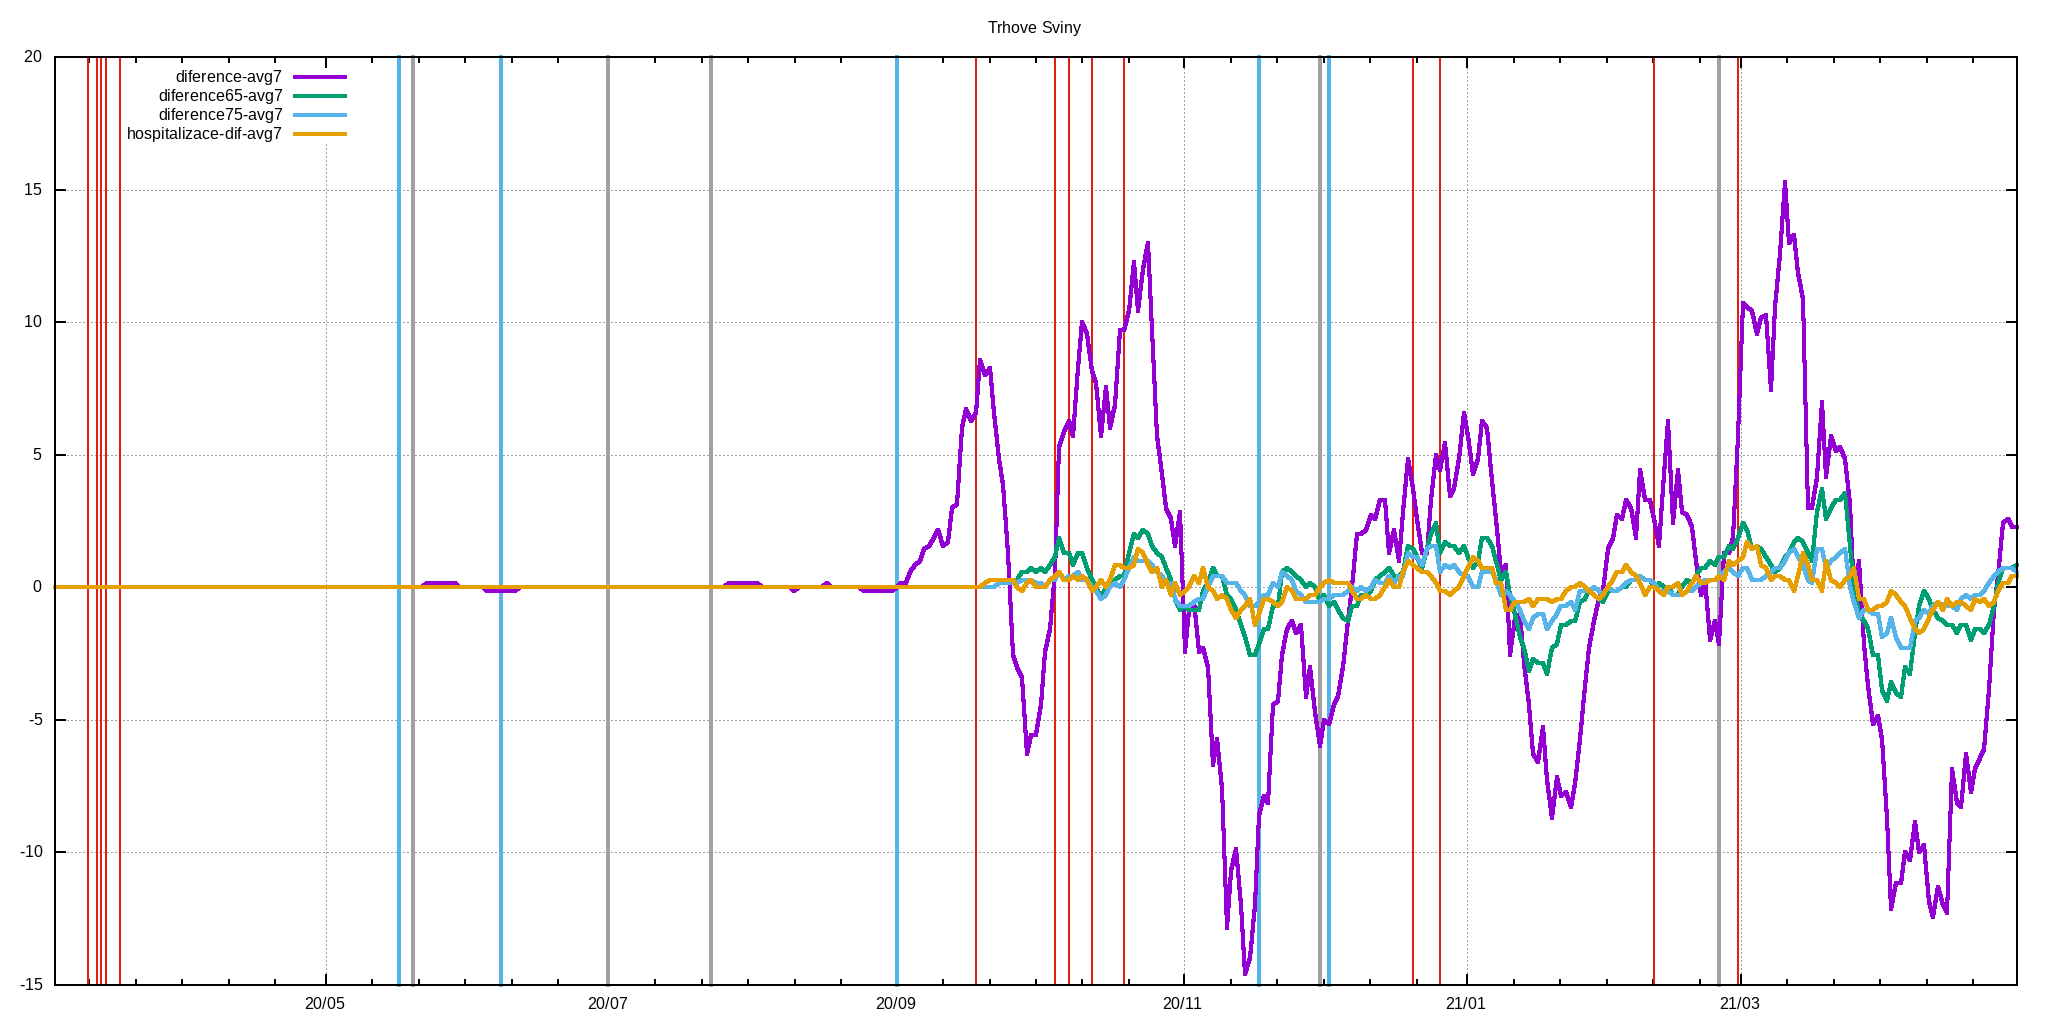 Trhove Sviny
20
diference-avg7
diference65-avg7
diference75-avg7
hospitalizace-dif-avg7
15
10
5
0
-5
-10
-15
20/05 20/07 20/09 20/11 21/01 21/03